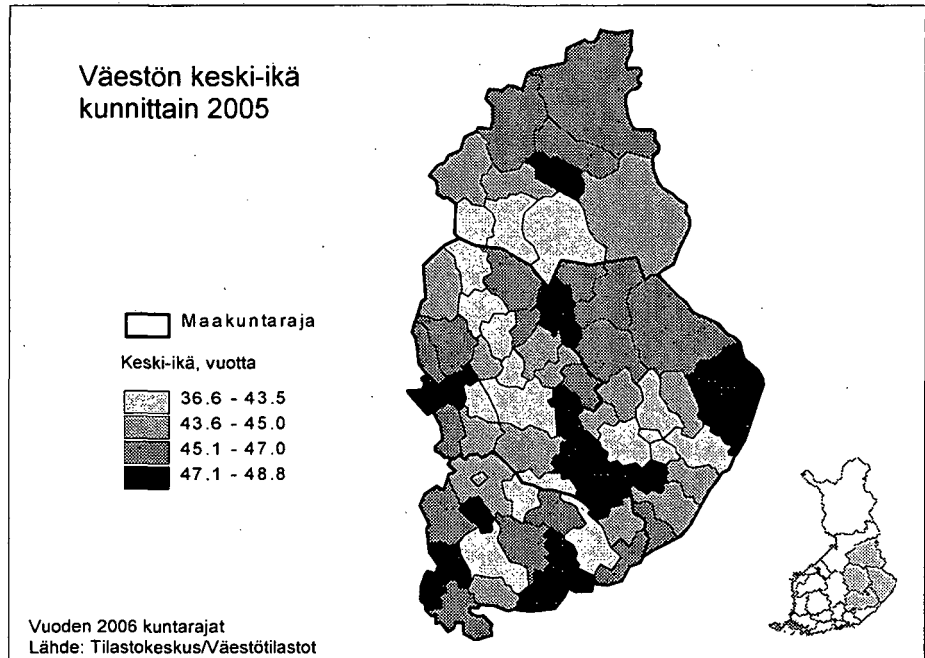 Väestön keski-ikä
kunnittain 2005
Maakuntaraja
Keski-ikä, vuotta
36.6 - 43.5
43.6 - 45.0
45.1 - 47.0
47.1 - 48.8
Vuoden 2006 kuntarajat
Lähde: Tilastokeskus/Väestötilastot